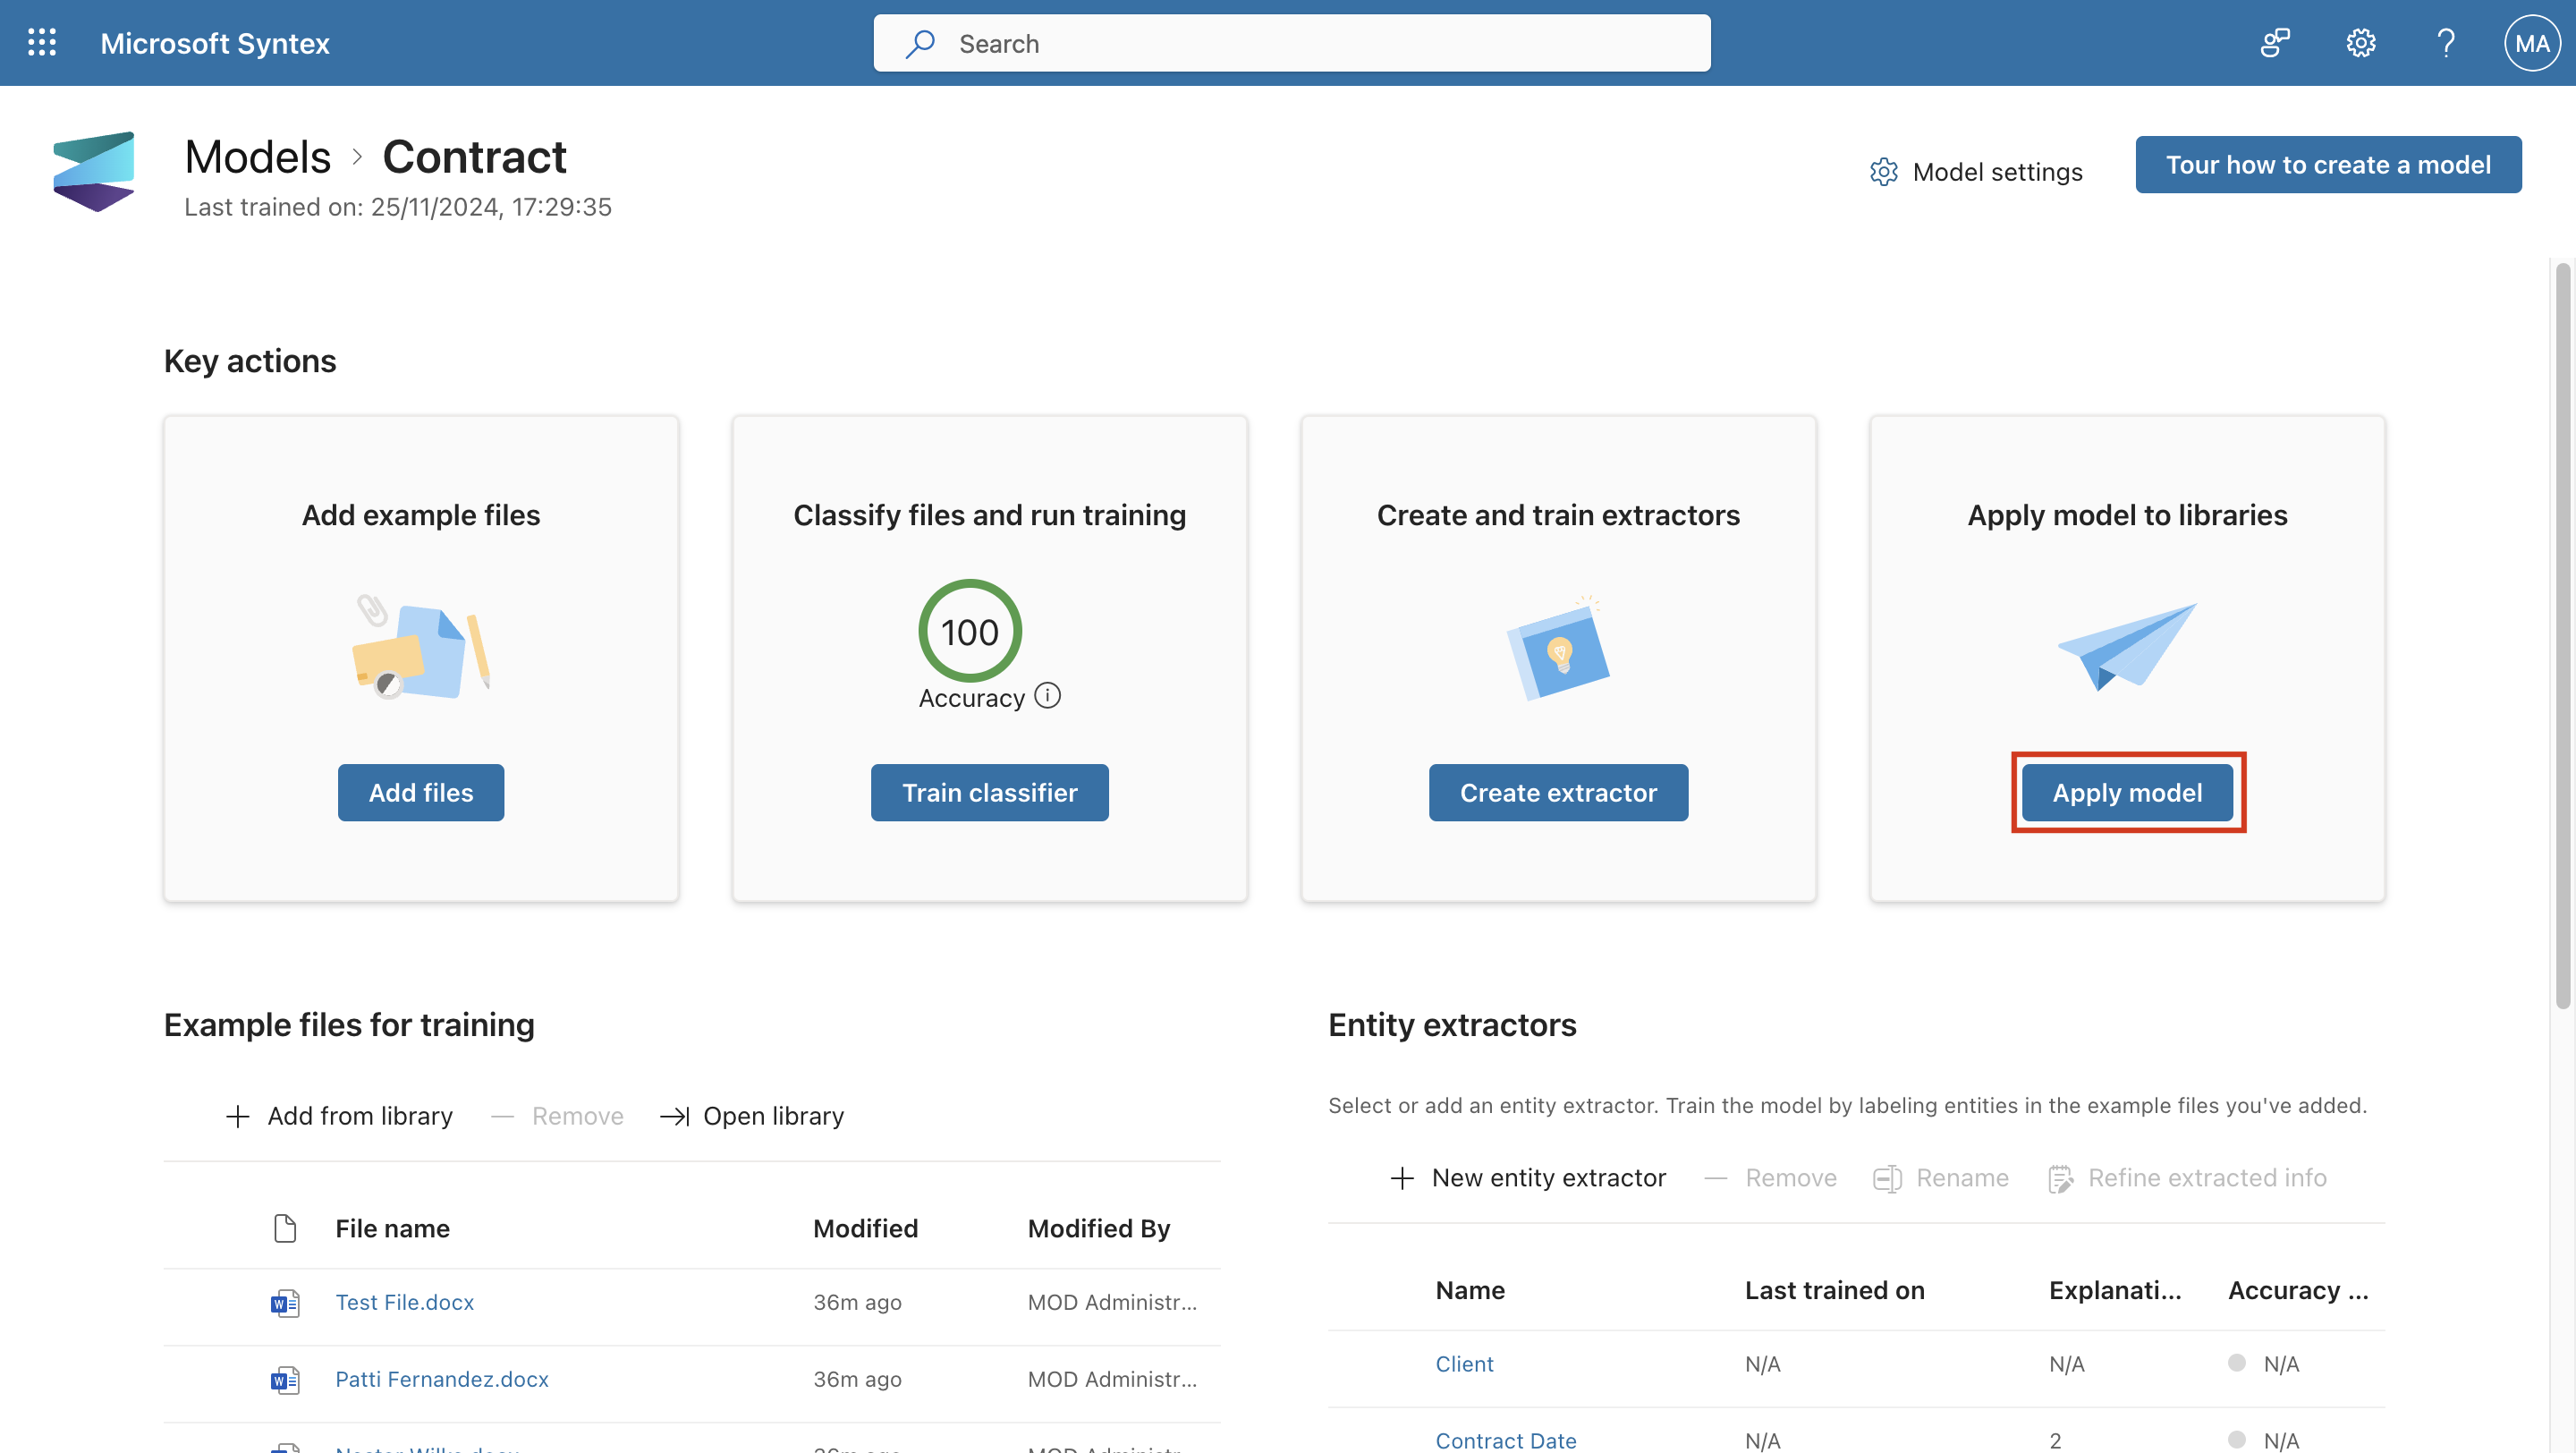 Microsoft Syntex
Search
MA
Models > Contract
Last trained on: 25/11/2024, 17:29:35
Model settings
Tour how to create a model
Key actions
Add example files
Add files
Classify files and run training
100
Accuracy
Train classifier
Create and train extractors
Create extractor
Apply model to libraries
Apply model
Example files for training
Add from library
Remove
Open library
File name Modified Modified By
Test File.docx 36m ago MOD Administr...
Patti Fernandez.docx 36m ago MOD Administr...
Entity extractors
Select or add an entity extractor. Train the model by labeling entities in the example files you've added.
New entity extractor
Remove
Rename
Refine extracted info
Name Last trained on Explanati... Accuracy ...
Client N/A N/A N/A
Contract Date N/A 2 N/A